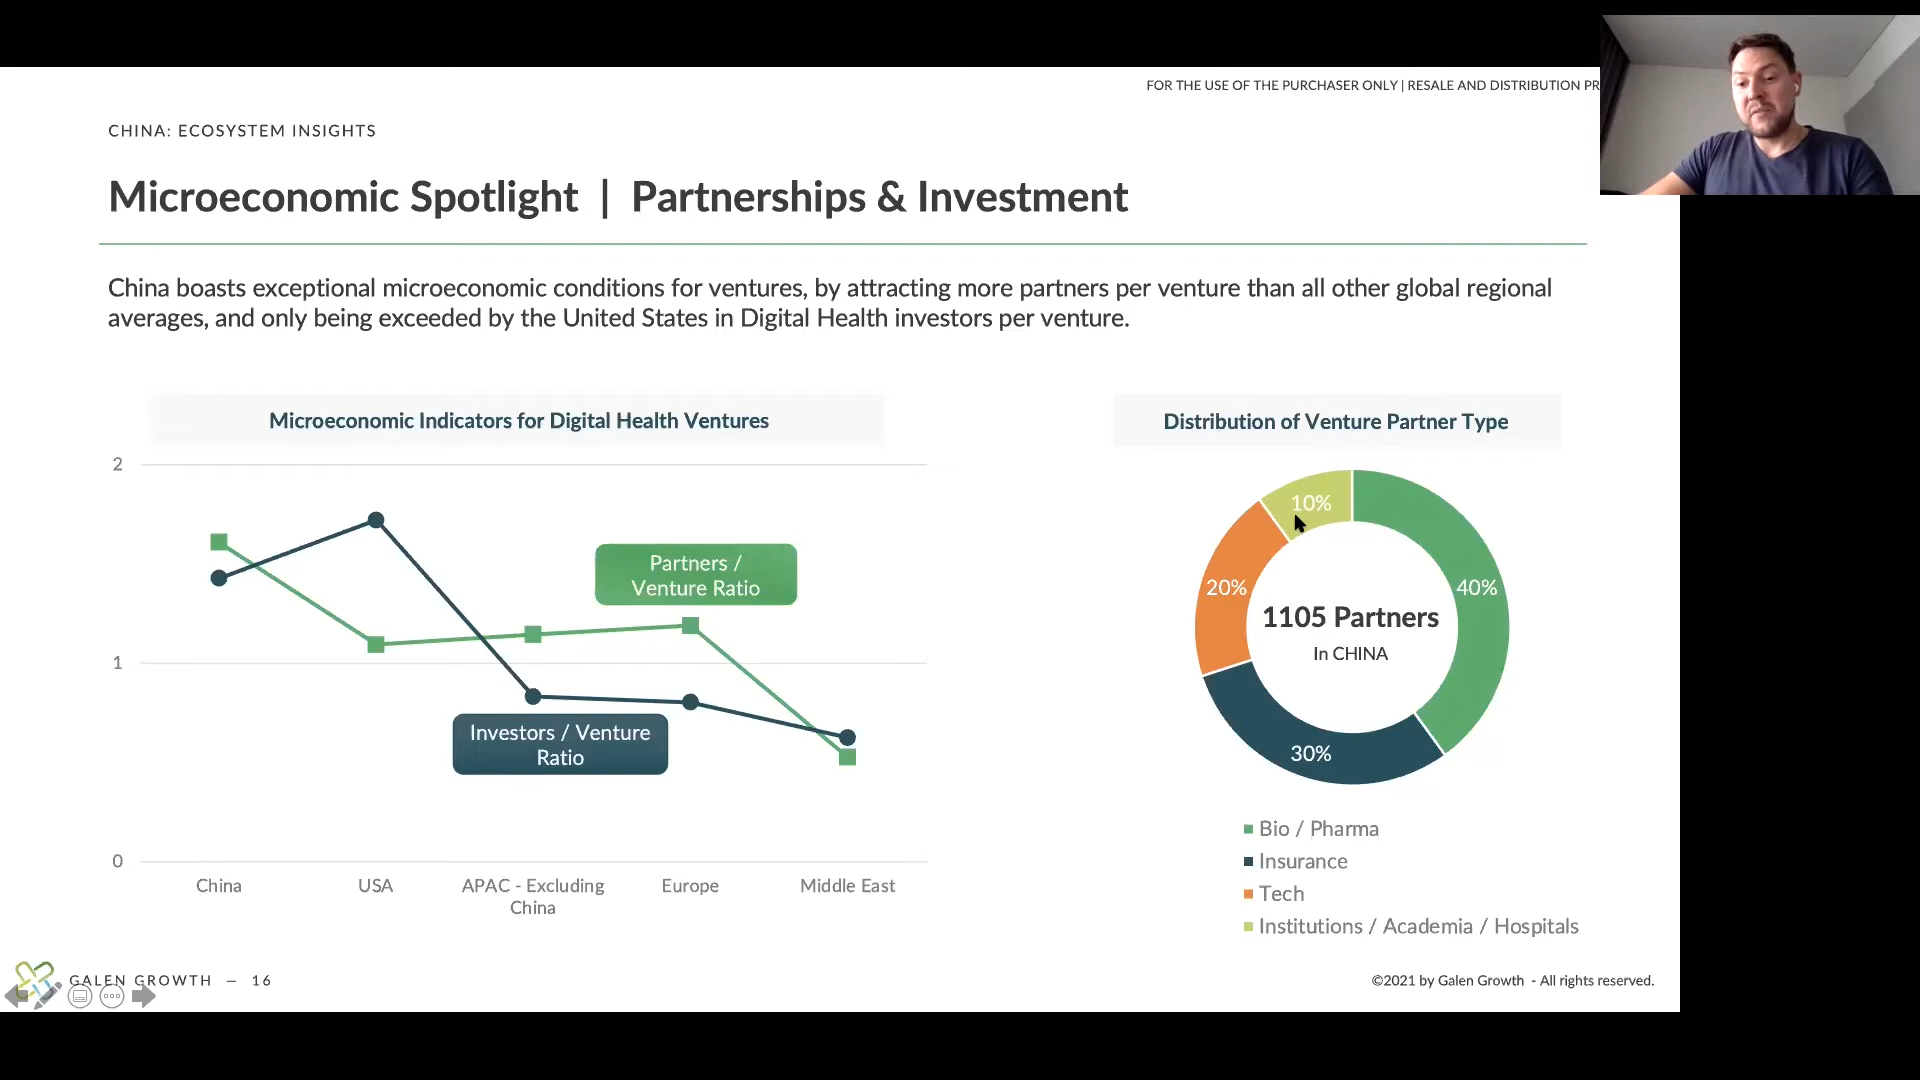 FOR THE USE OF THE PURCHASER ONLY | RESALE AND DISTRIBUTION PR
CHINA: ECOSYSTEM INSIGHTS
Microeconomic Spotlight | Partnerships & Investment
China boasts exceptional microeconomic conditions for ventures, by attracting more partners per venture than all other global regional
averages, and only being exceeded by the United States in Digital Health investors per venture.
Microeconomic Indicators for Digital Health Ventures
2
1
0
Partners /
Venture Ratio
Investors / Venture
Ratio
China
USA
APAC - Excluding
China
Europe
Middle East
Distribution of Venture Partner Type
10%
20%
40%
30%
1105 Partners
In CHINA
Bio / Pharma
Insurance
Tech
Institutions / Academia / Hospitals
GALEN GROWTH — 16
©2021 by Galen Growth - All rights reserved.